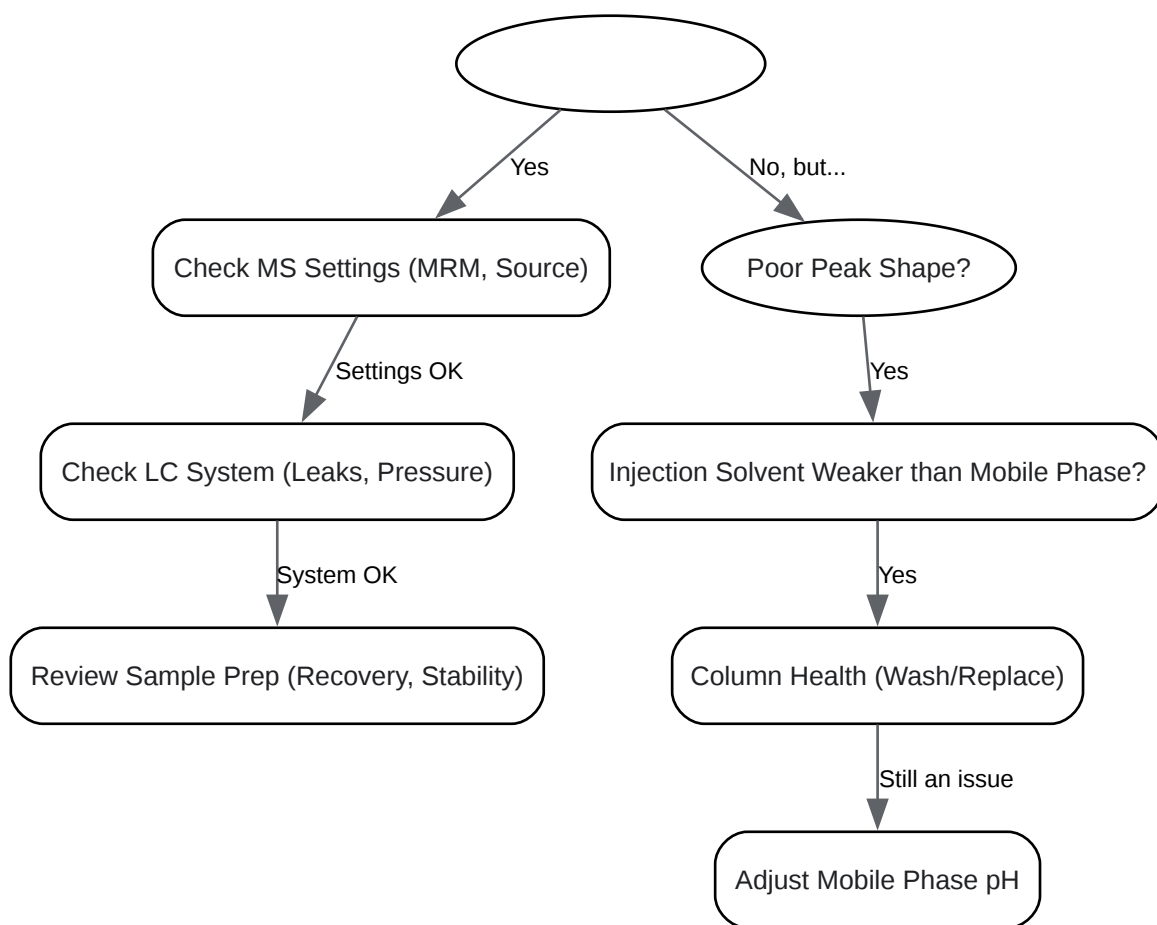 Yes
No, but...
Check MS Settings (MRM, Source)
Poor Peak Shape?
Settings OK
Yes
Check LC System (Leaks, Pressure)
Injection Solvent Weaker than Mobile Phase?
System OK
Yes
Review Sample Prep (Recovery, Stability)
Column Health (Wash/Replace)
Still an issue
Adjust Mobile Phase pH